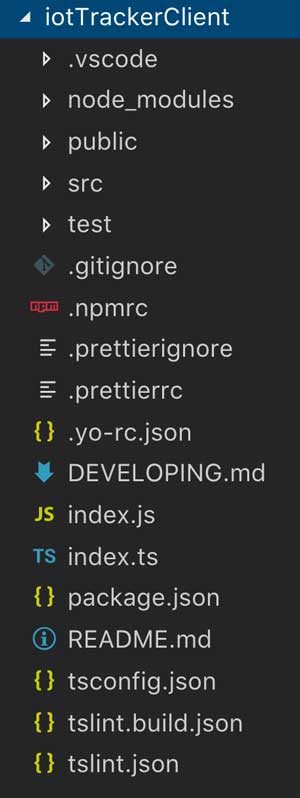 iotTrackerClient
.vscode
node_modules
public
src
test
.gitignore
npm .npmrc
.prettierignore
.prettierrc
{ } .yo-rc.json
DEVELOPING.md
JS index.js
TS index.ts
{ } package.json
i README.md
{ } tsconfig.json
{ } tslint.build.json
{ } tslint.json